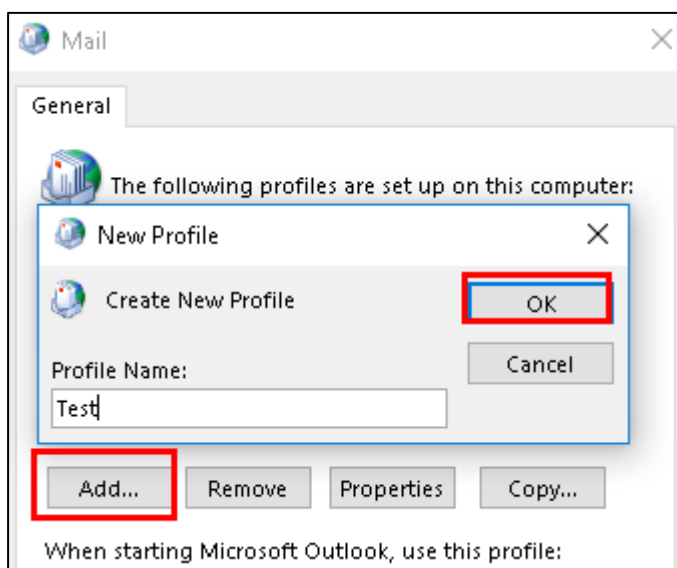 Mail
General
The following profiles are set up on this computer:
New Profile
Create New Profile
OK
Cancel
Profile Name:
Test
Add... Remove Properties Copy...
When starting Microsoft Outlook, use this profile: